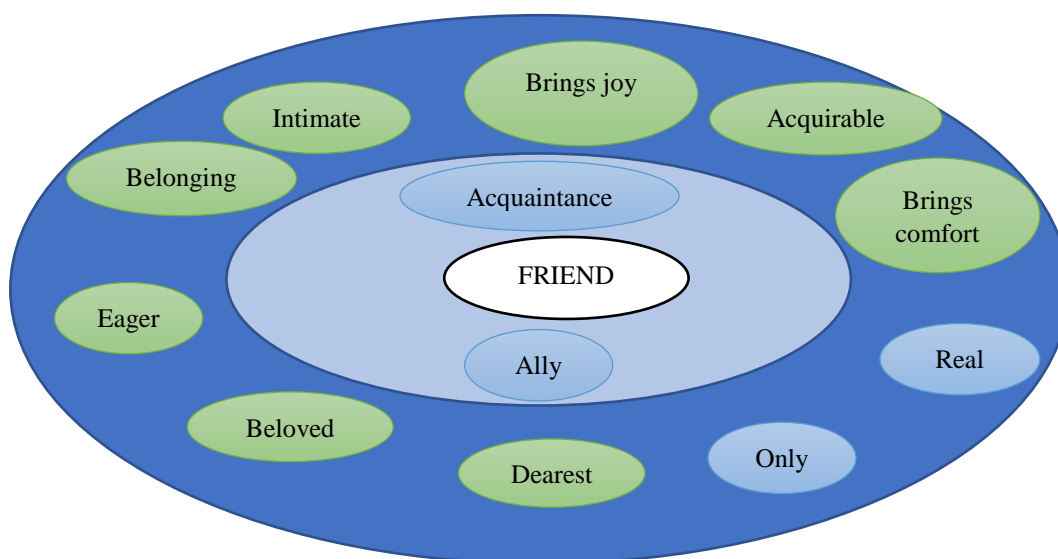 Brings joy
Intimate
Acquirable
Belonging
Acquaintance
Brings
comfort
FRIEND
Eager
Ally
Real
Beloved
Only
Dearest